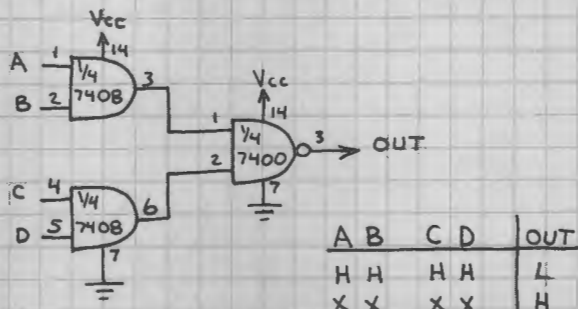 Vcc
14
A 1 1/4 3
B 2 7408
Vcc
14
1 1/4 3 OUT
2 7400
7
C 4 1/4 6
D 5 7408
7
A B C D OUT
H H H H L
X X X X H